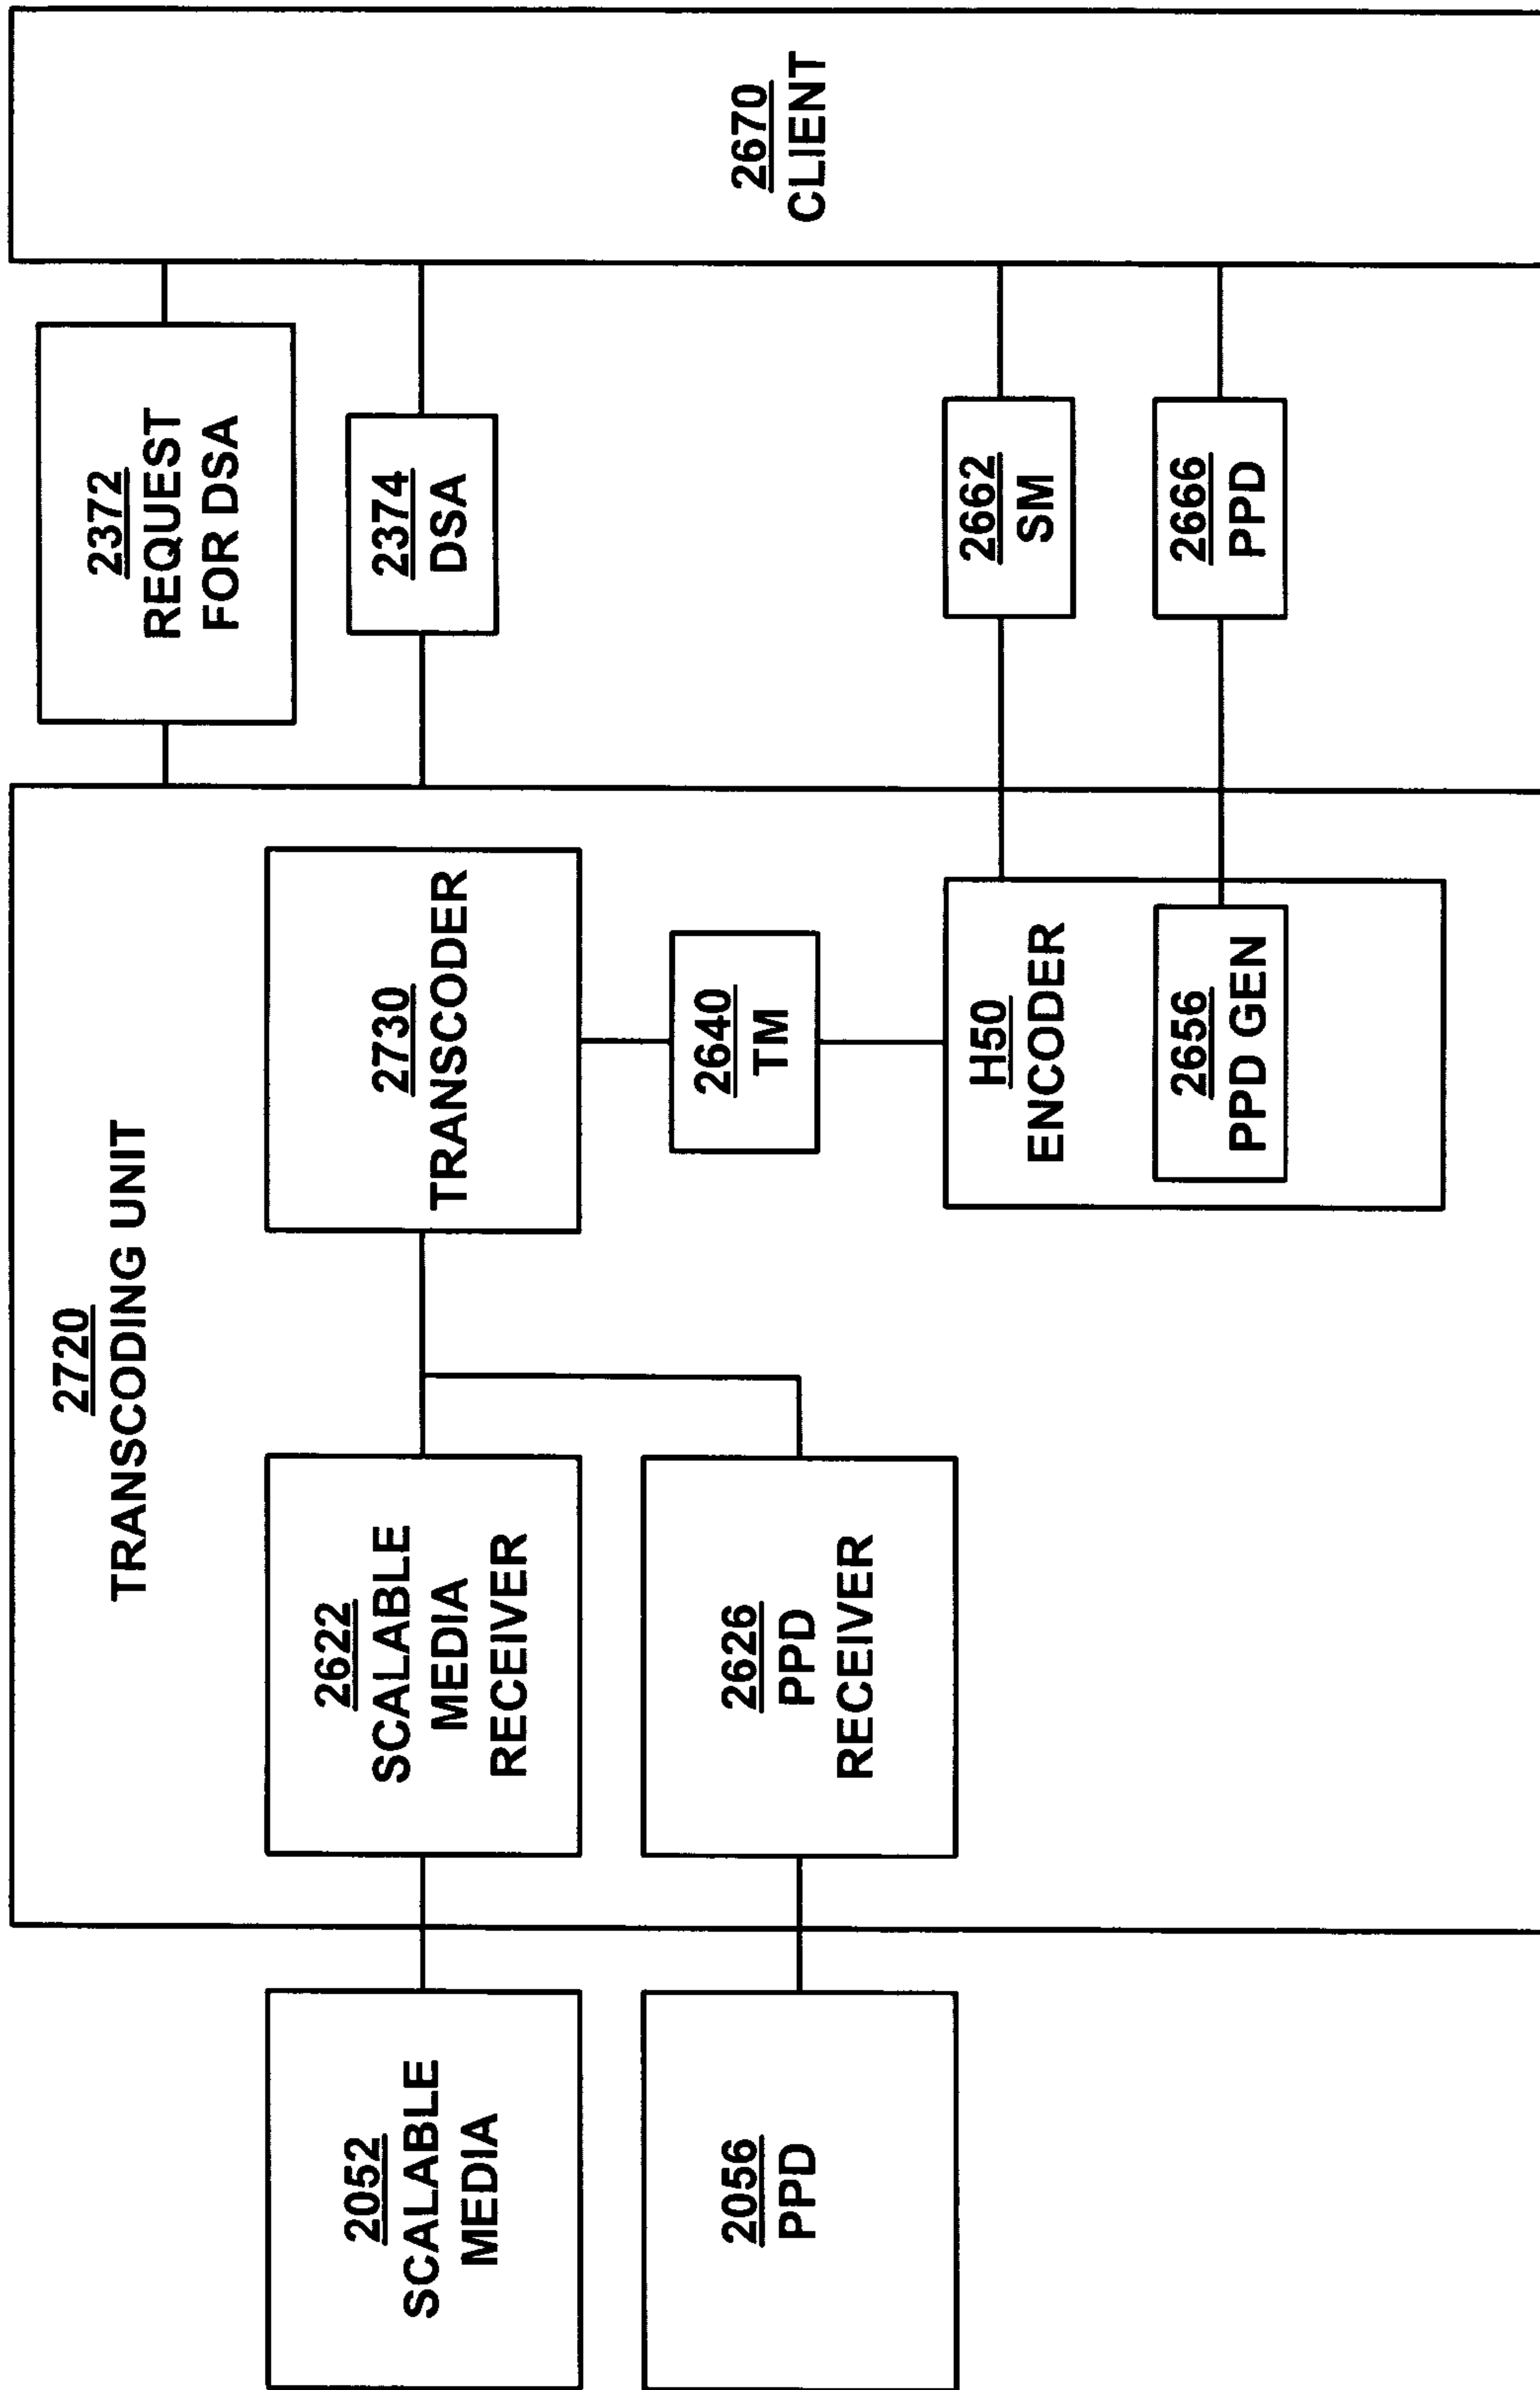 2720
TRANSCODING UNIT
2052
SCALABLE
MEDIA
2622
SCALABLE
MEDIA
RECEIVER
2730
TRANSCODER
2372
REQUEST
FOR DSA
2374
DSA
2670
CLIENT
2056
PPD
2626
PPD
RECEIVER
2640
TM
H50
ENCODER
2656
PPD GEN
2662
SM
2666
PPD